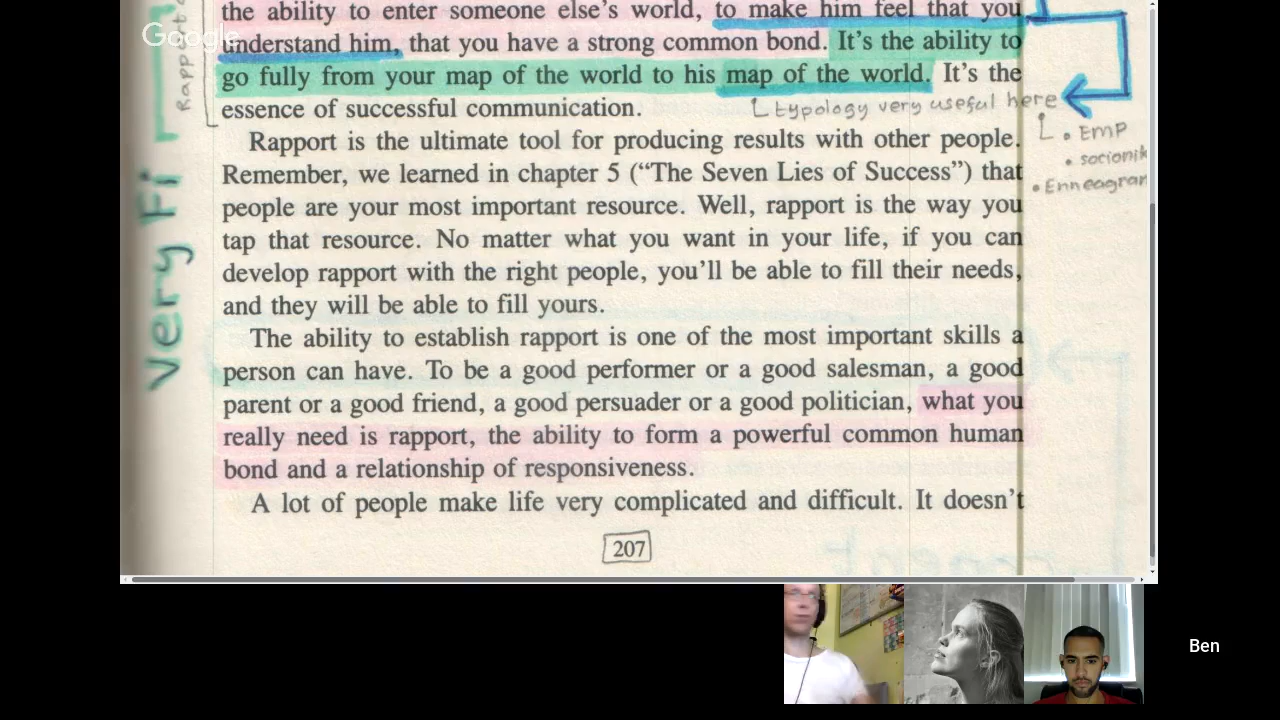 the ability to enter someone else's world, to make him feel that you
Google
understand him, that you have a strong common bond. It's the ability to
go fully from your map of the world to his map of the world. It's the
essence of successful communication.
typology very useful here
• Emp
• socionik
• Enneagram
Rapport is the ultimate tool for producing results with other people.
Remember, we learned in chapter 5 ("The Seven Lies of Success") that
people are your most important resource. Well, rapport is the way you
tap that resource. No matter what you want in your life, if you can
develop rapport with the right people, you'll be able to fill their needs,
and they will be able to fill yours.
The ability to establish rapport is one of the most important skills a
person can have. To be a good performer or a good salesman, a good
parent or a good friend, a good persuader or a good politician, what you
really need is rapport, the ability to form a powerful common human
bond and a relationship of responsiveness.
A lot of people make life very complicated and difficult. It doesn't
207
Very Fi
Ben